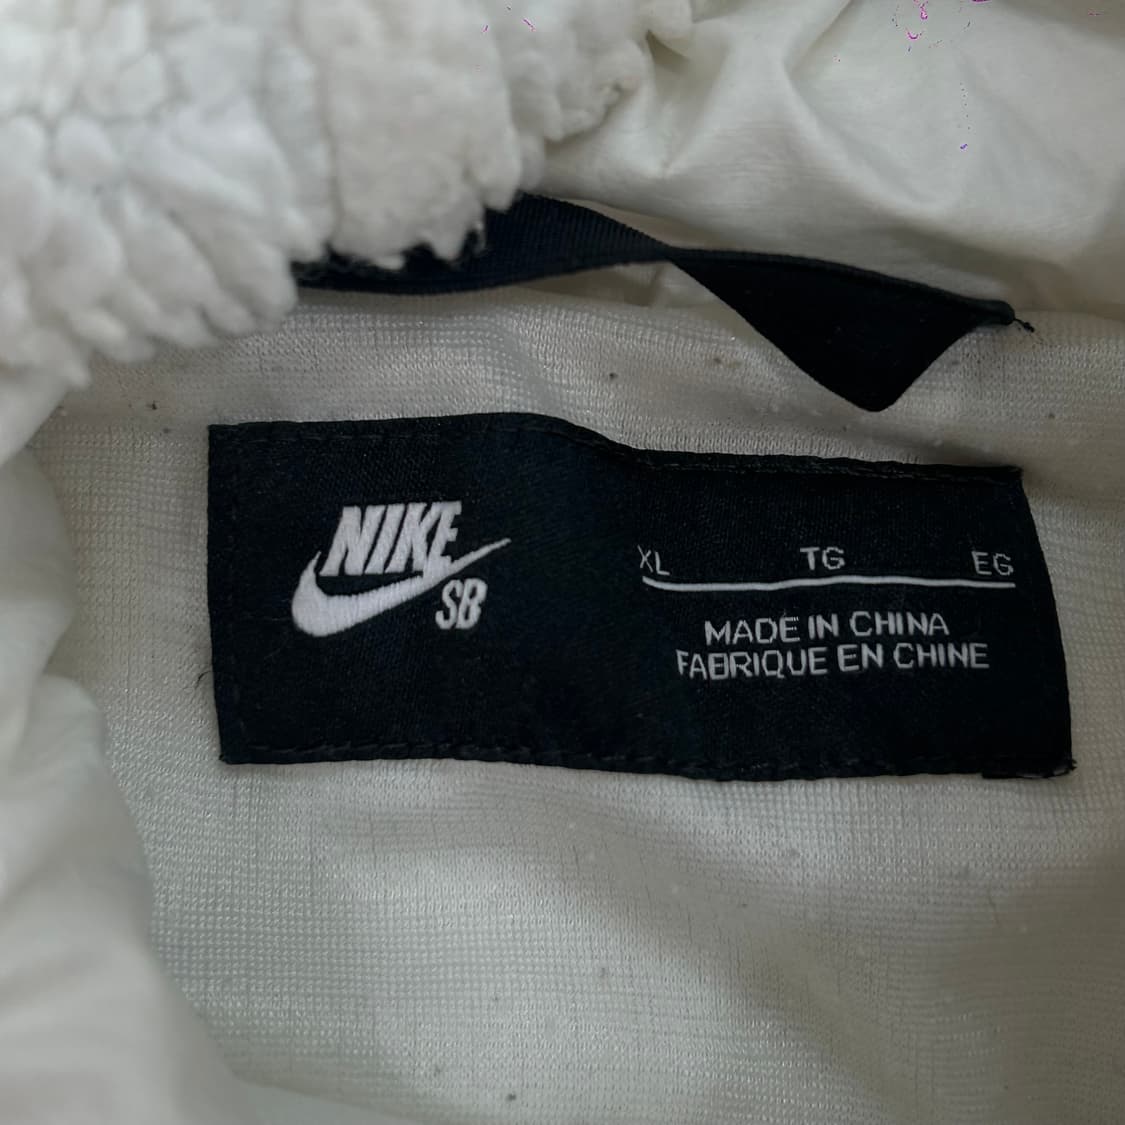 NIKE
SB
XL TG EG
MADE IN CHINA
FABRIQUE EN CHINE